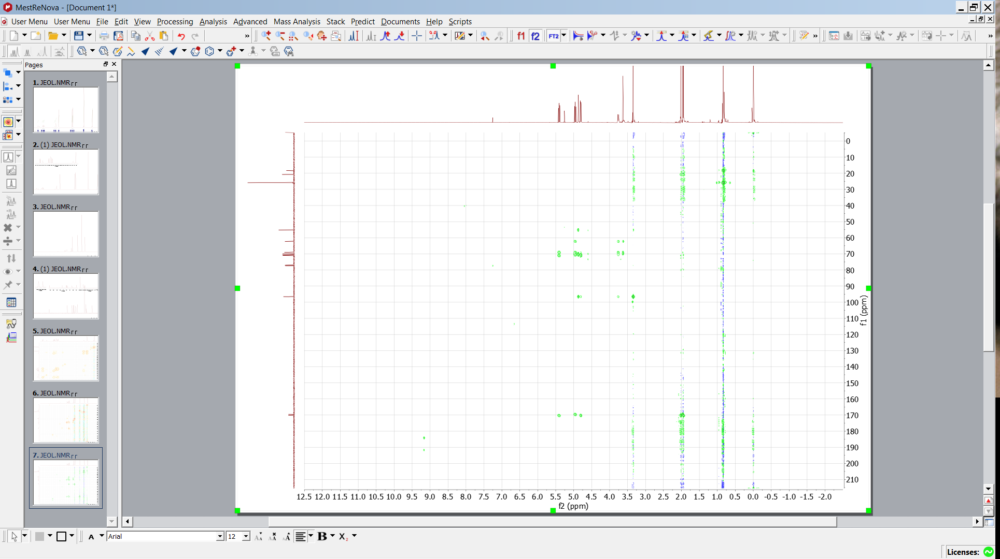 MestReNova - [Document 1*]
User Menu User Menu File Edit View Processing Analysis Advanced Mass Analysis Stack Predict Documents Help Scripts
» f1 f2 FT2 » »
Pages
1. JEOL.NMR
2. (1) JEOL.NMR
3. JEOL.NMR
4. (1) JEOL.NMR
5. JEOL.NMR
6. JEOL.NMR
7. JEOL.NMR
0
10
20
30
40
50
60
70
80
90
100
110
120
130
140
150
160
170
180
190
200
210
f1 (ppm)
12.5 12.0 11.5 11.0 10.5 10.0 9.5 9.0 8.5 8.0 7.5 7.0 6.5 6.0 5.5 5.0 4.5 4.0 3.5 3.0 2.5 2.0 1.5 1.0 0.5 0.0 -0.5 -1.0 -1.5 -2.0
f2 (ppm)
A Arial 12 B X2
Licenses: